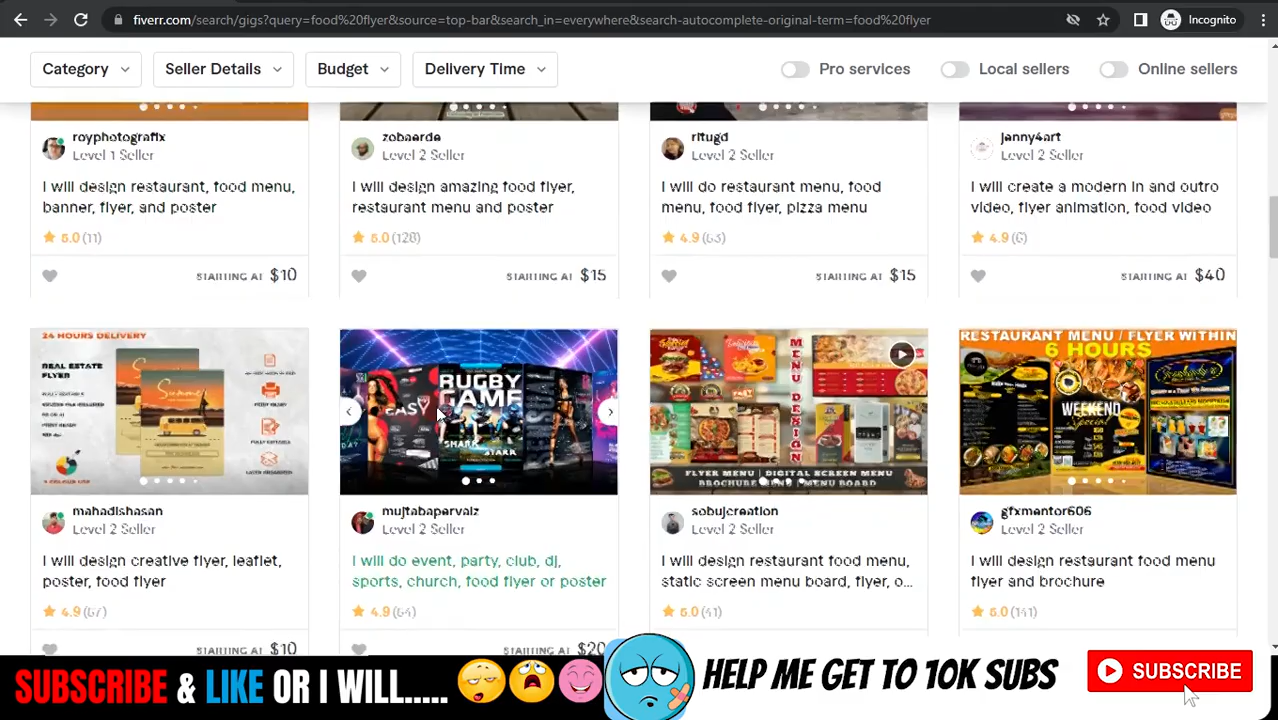 fiverr.com/search/gigs?query=food%20flyer&source=top-bar&search_in=everywhere&search-autocomplete-original-term=food%20flyer
Incognito
Category
Seller Details
Budget
Delivery Time
Pro services
Local sellers
Online sellers
royphotografix
Level 1 Seller
I will design restaurant, food menu,
banner, flyer, and poster
5.0 (11)
STARTING AT $10
zobaerde
Level 2 Seller
I will design amazing food flyer,
restaurant menu and poster
5.0 (128)
STARTING AT $15
ritugd
Level 2 Seller
I will do restaurant menu, food
menu, food flyer, pizza menu
4.9 (63)
STARTING AT $15
jenny4art
Level 2 Seller
I will create a modern in and outro
video, flyer animation, food video
4.9 (6)
STARTING AT $40
24 HOURS DELIVERY
REAL ESTATE
FLYER
Summer
mahadishasan
Level 2 Seller
I will design creative flyer, leaflet,
poster, food flyer
4.9 (67)
STARTING AT $10
RUGBY
GAME
CASY
SHARK
mujtabapervaiz
Level 2 Seller
I will do event, party, club, dj,
sports, church, food flyer or poster
4.9 (64)
STARTING AT $20
MENU DESIGN
FLYER MENU | DIGITAL SCREEN MENU
BROCHURE MENU | MENU BOARD
sobujcreation
Level 2 Seller
I will design restaurant food menu,
static screen menu board, flyer, o...
5.0 (41)
RESTAURANT MENU / FLYER WITHIN
6 HOURS
WEEKEND
Special
gfxmentor606
Level 2 Seller
I will design restaurant food menu
flyer and brochure
5.0 (141)
SUBSCRIBE & LIKE OR I WILL.....
HELP ME GET TO 10K SUBS
SUBSCRIBE